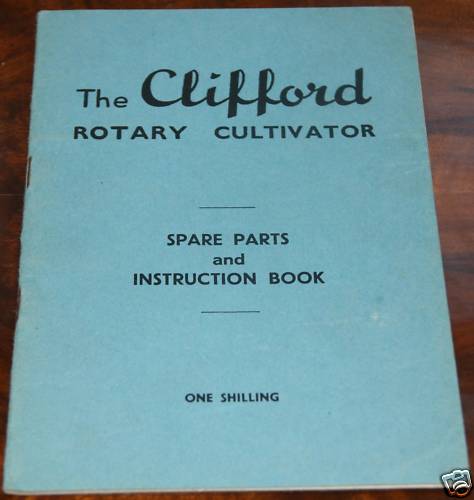 The Clifford
ROTARY CULTIVATOR
SPARE PARTS
and
INSTRUCTION BOOK
ONE SHILLING